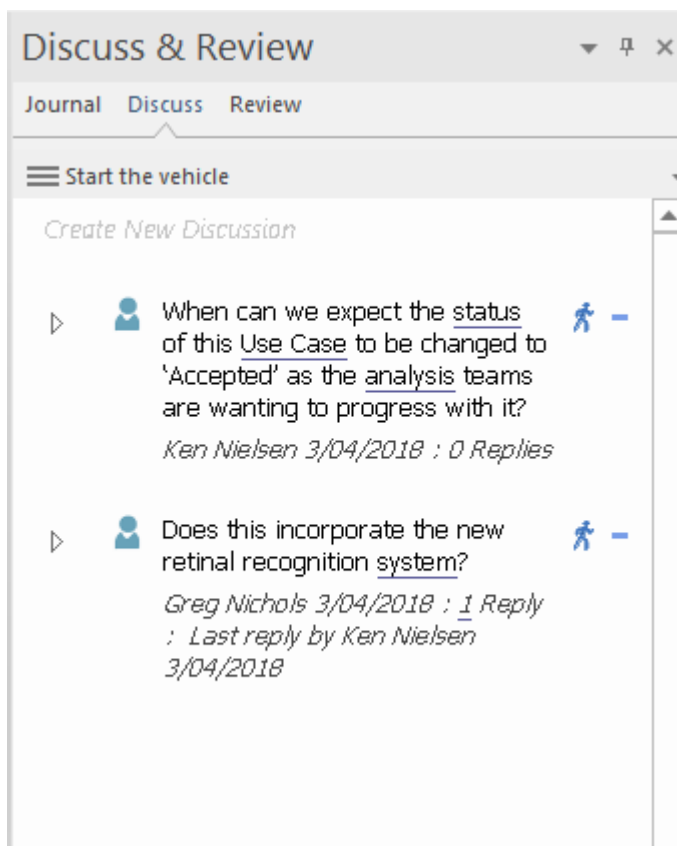 Discuss & Review
Journal Discuss Review
Start the vehicle
Create New Discussion
When can we expect the status
of this Use Case to be changed to
'Accepted' as the analysis teams
are wanting to progress with it?
Ken Nielsen 3/04/2018 : 0 Replies
Does this incorporate the new
retinal recognition system?
Greg Nichols 3/04/2018 : 1 Reply
: Last reply by Ken Nielsen
3/04/2018